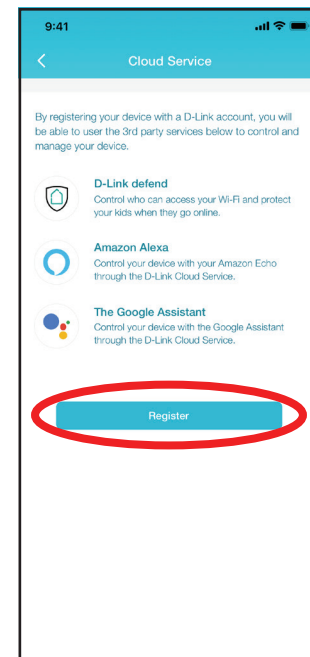 9:41
Cloud Service
By registering your device with a D-Link account, you will
be able to user the 3rd party services below to control and
manage your device.
D-Link defend
Control who can access your Wi-Fi and protect
your kids when they go online.
Amazon Alexa
Control your device with your Amazon Echo
through the D-Link Cloud Service.
The Google Assistant
Control your device with the Google Assistant
through the D-Link Cloud Service.
Register